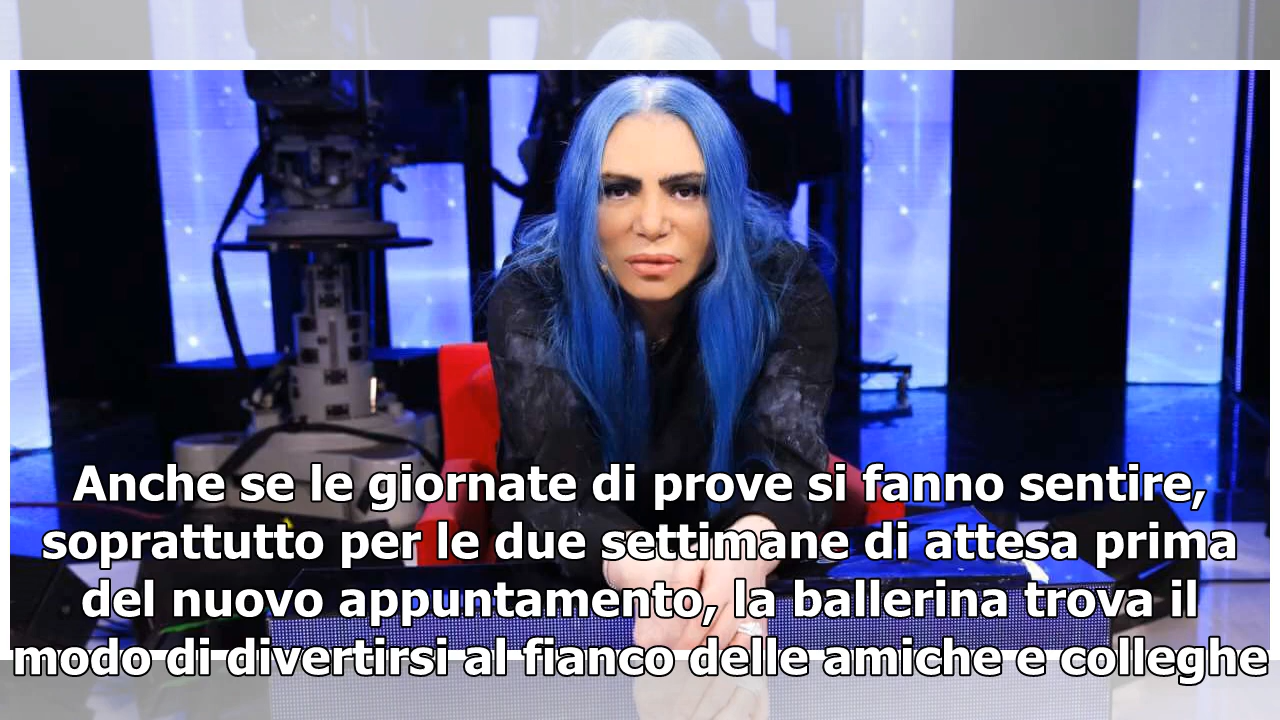 Anche se le giornate di prove si fanno sentire,
soprattutto per le due settimane di attesa prima
del nuovo appuntamento, la ballerina trova il
modo di divertirsi al fianco delle amiche e colleghe